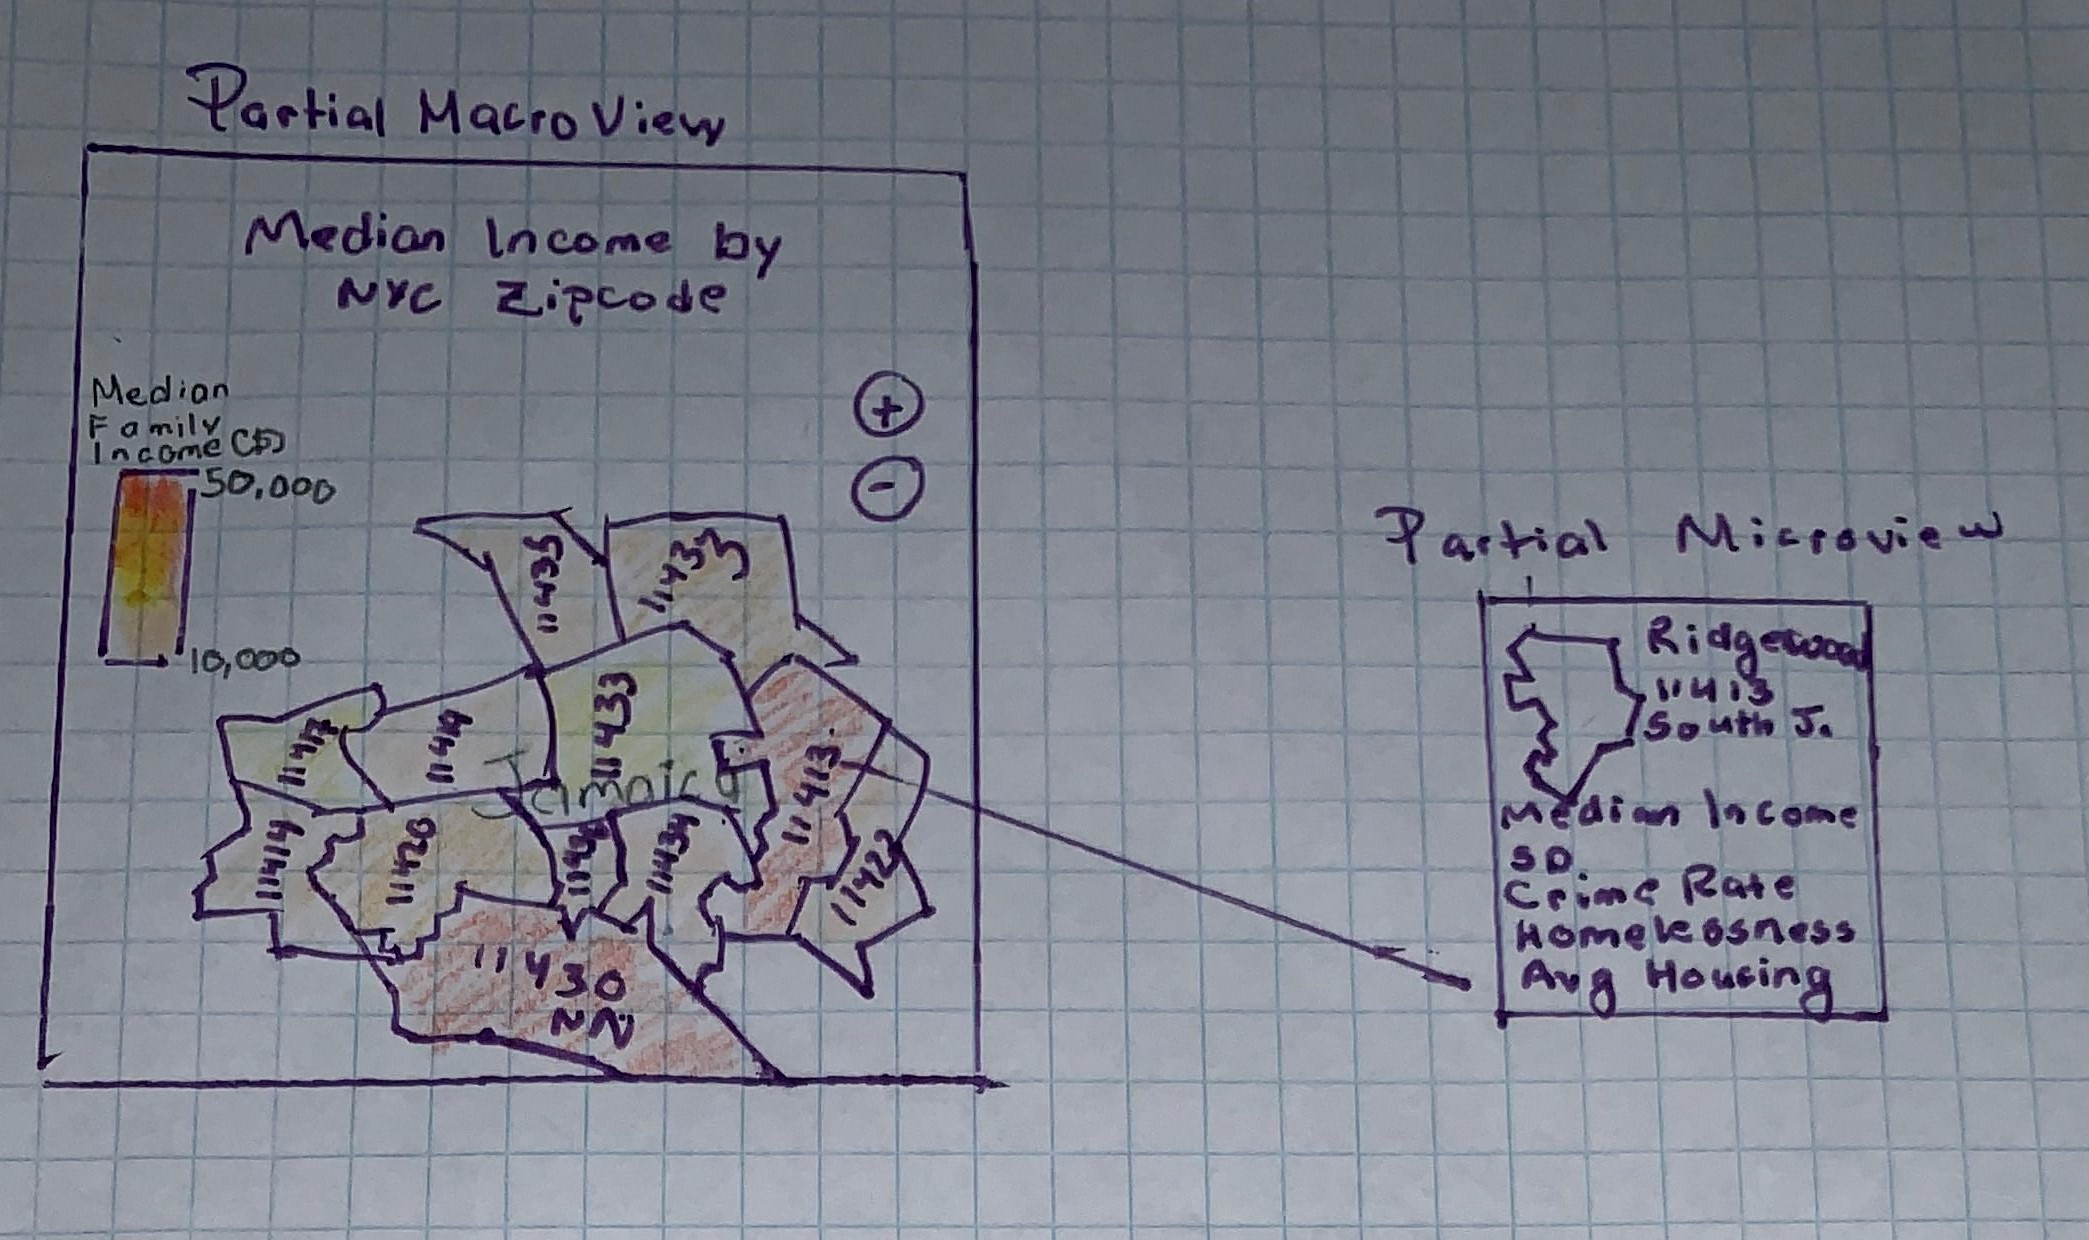 Partial Macro View
Median Income by
NYC Zipcode
Median
Family
Income ($)
50,000
10,000
+
-
11435
11433
11433
11419
11417
Jamaica
11413
11414
11420
11434
11422
11430
NN
Partial Microview
Ridgewood
11413
South J.
Median Income
SD
Crime Rate
Homelessness
Avg Housing